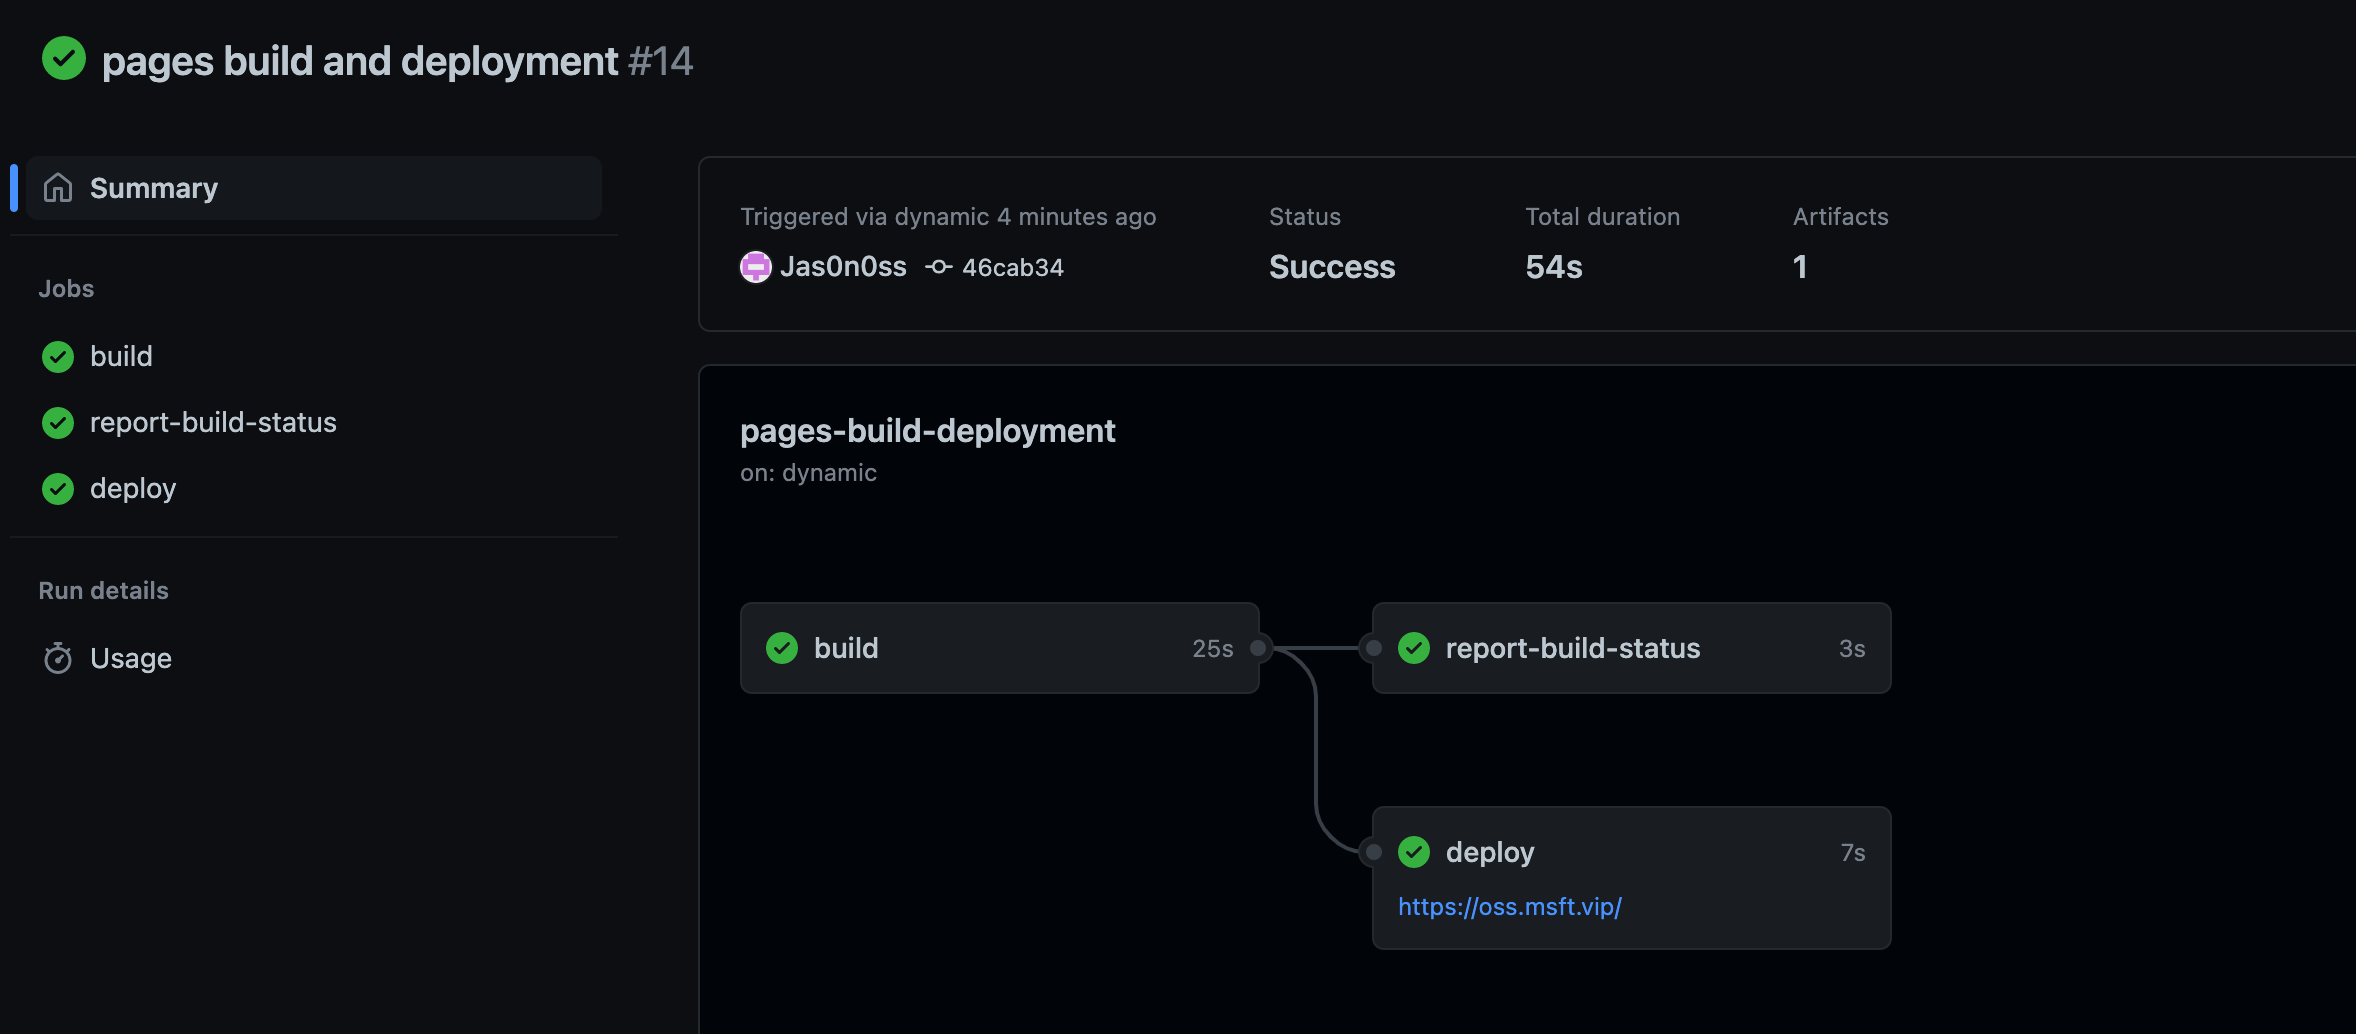 pages build and deployment #14
Summary
Jobs
build
report-build-status
deploy
Run details
Usage
Triggered via dynamic 4 minutes ago
Jas0n0ss 46cab34
Status
Success
Total duration
54s
Artifacts
1
pages-build-deployment
on: dynamic
build 25s
report-build-status 3s
deploy 7s
https://oss.msft.vip/